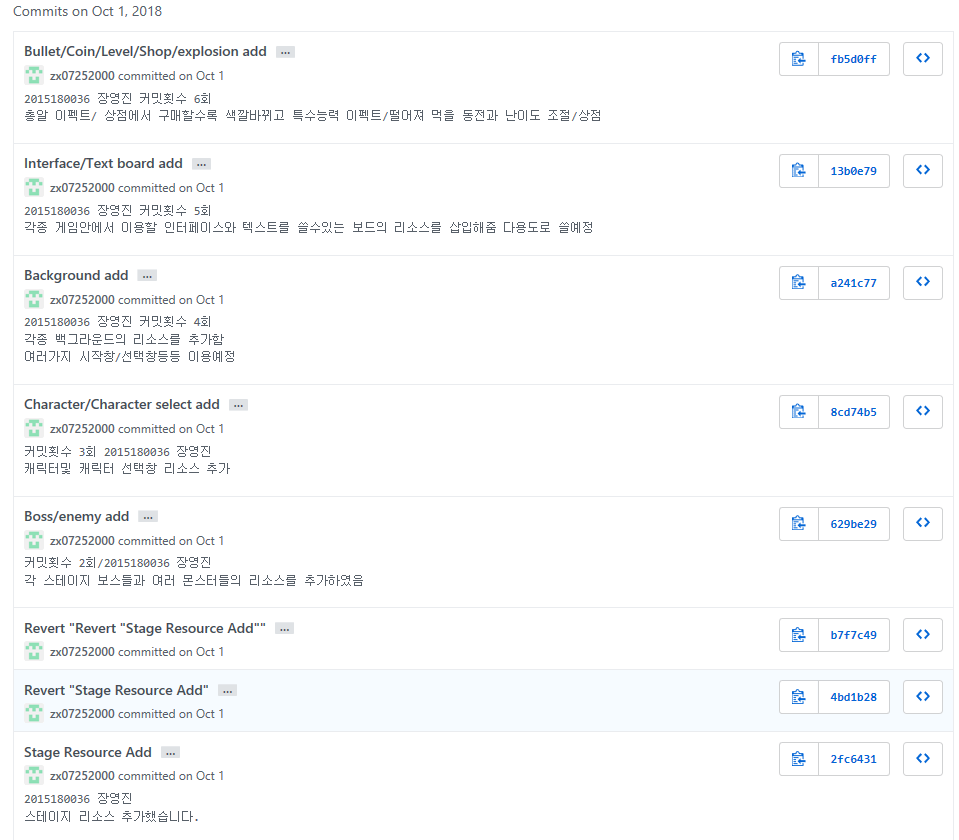 Commits on Oct 1, 2018
Bullet/Coin/Level/Shop/explosion add ...
zx07252000 committed on Oct 1
fb5d0ff
2015180036 장영진 커밋횟수 6회
총알 이펙트/ 상점에서 구매할수록 색깔바뀌고 특수능력 이펙트/떨어져 먹을 동전과 난이도 조절/상점
Interface/Text board add ...
zx07252000 committed on Oct 1
13b0e79
2015180036 장영진 커밋횟수 5회
각종 게임안에서 이용할 인터페이스와 텍스트를 쓸수있는 보드의 리소스를 삽입해줌 다용도로 쓸예정
Background add ...
zx07252000 committed on Oct 1
a241c77
2015180036 장영진 커밋횟수 4회
각종 백그라운드의 리소스를 추가함
여러가지 시작창/선택창등등 이용예정
Character/Character select add ...
zx07252000 committed on Oct 1
8cd74b5
커밋횟수 3회 2015180036 장영진
캐릭터및 캐릭터 선택창 리소스 추가
Boss/enemy add ...
zx07252000 committed on Oct 1
629be29
커밋횟수 2회/2015180036 장영진
각 스테이지 보스들과 여러 몬스터들의 리소스를 추가하였음
Revert "Revert "Stage Resource Add"" ...
zx07252000 committed on Oct 1
b7f7c49
Revert "Stage Resource Add" ...
zx07252000 committed on Oct 1
4bd1b28
Stage Resource Add ...
zx07252000 committed on Oct 1
2fc6431
2015180036 장영진
스테이지 리소스 추가했습니다.